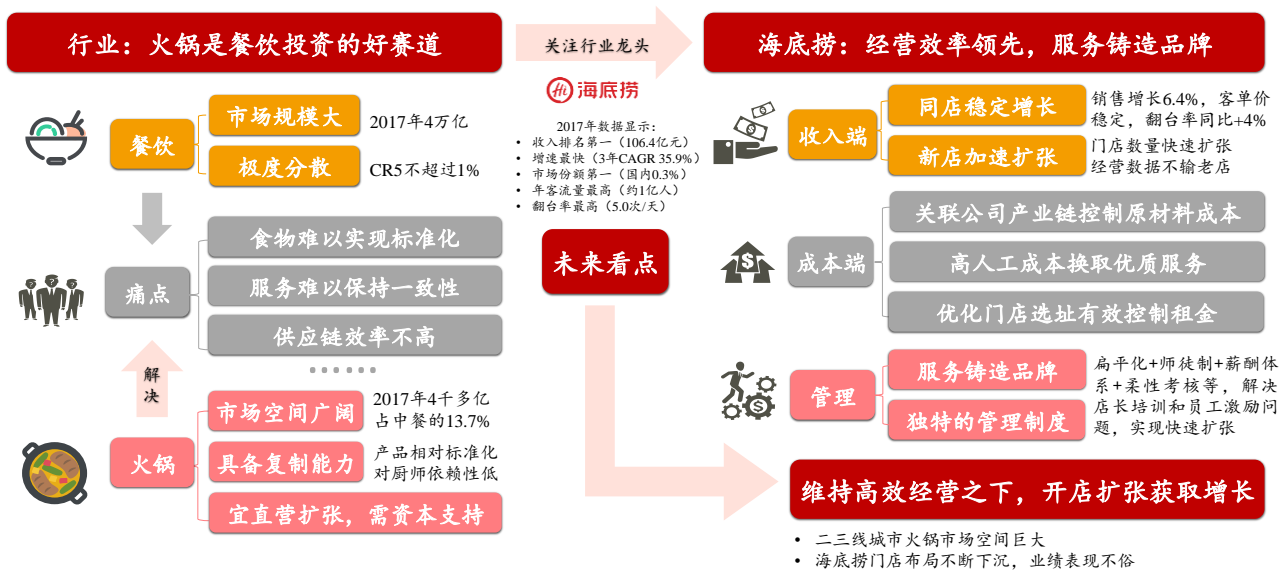 行业：火锅是餐饮投资的好赛道
餐饮
市场规模大
2017年4万亿
极度分散
CR5不超过1%
痛点
食物难以实现标准化
服务难以保持一致性
供应链效率不高
······
解决
火锅
市场空间广阔
2017年4千多亿
占中餐的13.7%
具备复制能力
产品相对标准化
对厨师依赖性低
宜直营扩张，需资本支持
关注行业龙头
Hi 海底捞
2017年数据显示：
• 收入排名第一（106.4亿元）
• 增速最快（3年CAGR 35.9%）
• 市场份额第一（国内0.3%）
• 年客流量最高（约1亿人）
• 翻台率最高（5.0次/天）
未来看点
海底捞：经营效率领先，服务铸造品牌
收入端
同店稳定增长
销售增长6.4%，客单价
稳定，翻台率同比+4%
新店加速扩张
门店数量快速扩张
经营数据不输老店
成本端
关联公司产业链控制原材料成本
高人工成本换取优质服务
优化门店选址有效控制租金
管理
服务铸造品牌
独特的管理制度
扁平化+师徒制+薪酬体
系+柔性考核等，解决
店长培训和员工激励问
题，实现快速扩张
维持高效经营之下，开店扩张获取增长
• 二三线城市火锅市场空间巨大
• 海底捞门店布局不断下沉，业绩表现不俗